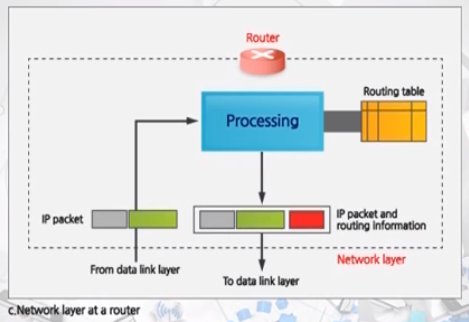 Router
Routing table
Processing
IP packet
IP packet and
routing information
Network layer
From data link layer
To data link layer
c.Network layer at a router